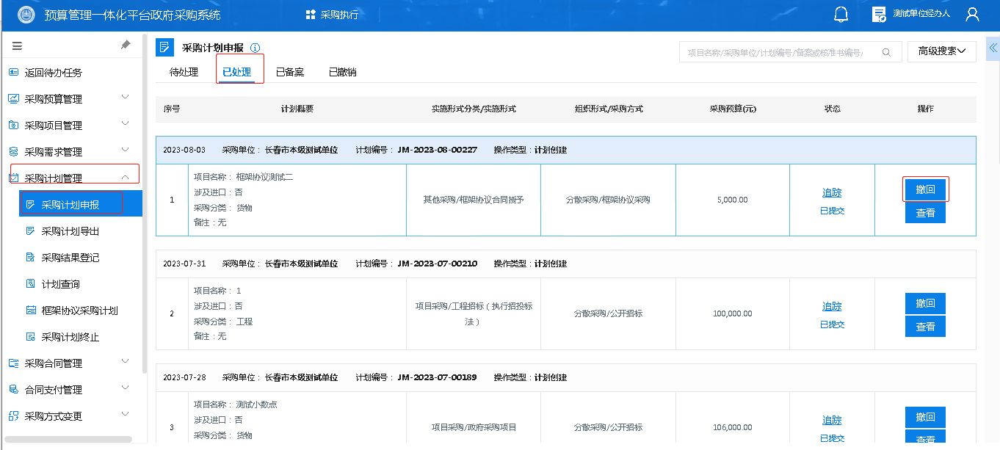 预算管理一体化平台政府采购系统
采购执行
测试单位经办人
返回待办任务
采购预算管理
采购项目管理
采购需求管理
采购计划管理
采购计划申报
采购计划导出
采购结果登记
计划查询
框架协议采购计划
采购计划终止
采购合同管理
合同支付管理
采购方式变更
采购计划申报
项目名称/采购单位/计划编号/备案或核准书编号/
高级搜索
待处理 已处理 已备案 已撤销
序号 计划概要 实施形式分类/实施形式 组织形式/采购方式 采购预算(元) 状态 操作
2023-08-03 采购单位：长春市本级测试单位 计划编号：JM-2023-08-00227 操作类型：计划创建
1
项目名称：框架协议测试二
涉及进口：否
采购分类：货物
备注：无
其他采购/框架协议合同授予
分散采购/框架协议采购
5,000.00
追踪
已提交
撤回
查看
2023-07-31 采购单位：长春市本级测试单位 计划编号：JM-2023-07-00210 操作类型：计划创建
2
项目名称：1
涉及进口：否
采购分类：工程
备注：无
项目采购/工程招标（执行招投标
法）
分散采购/公开招标
100,000.00
追踪
已提交
撤回
查看
2023-07-28 采购单位：长春市本级测试单位 计划编号：JM-2023-07-00189 操作类型：计划创建
3
项目名称：测试小数点
涉及进口：否
采购分类：货物
项目采购/政府采购项目
分散采购/公开招标
106,000.00
追踪
已提交
撤回
查看